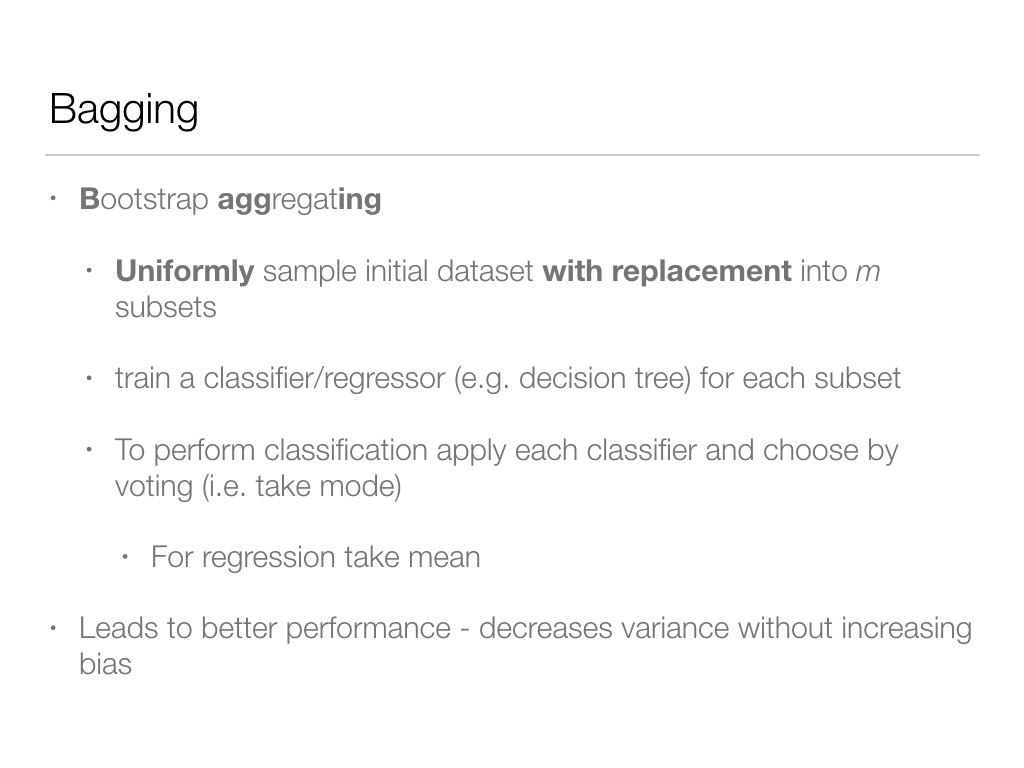 Bagging
• Bootstrap aggregating
• Uniformly sample initial dataset with replacement into m
subsets
• train a classifier/regressor (e.g. decision tree) for each subset
• To perform classification apply each classifier and choose by
voting (i.e. take mode)
• For regression take mean
• Leads to better performance - decreases variance without increasing
bias